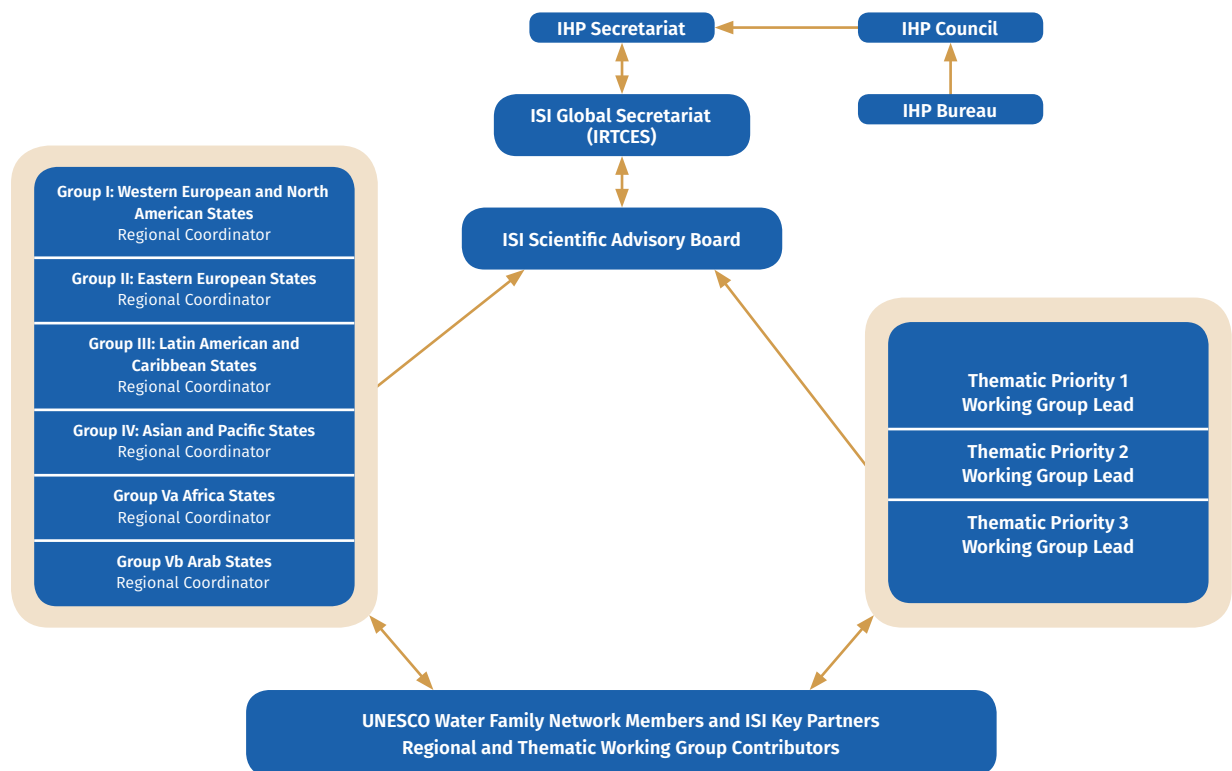 IHP Secretariat
IHP Council
IHP Bureau
ISI Global Secretariat
(IRTCES)
ISI Scientific Advisory Board
Group I: Western European and North
American States
Regional Coordinator
Group II: Eastern European States
Regional Coordinator
Group III: Latin American and
Caribbean States
Regional Coordinator
Group IV: Asian and Pacific States
Regional Coordinator
Group Va Africa States
Regional Coordinator
Group Vb Arab States
Regional Coordinator
Thematic Priority 1
Working Group Lead
Thematic Priority 2
Working Group Lead
Thematic Priority 3
Working Group Lead
UNESCO Water Family Network Members and ISI Key Partners
Regional and Thematic Working Group Contributors